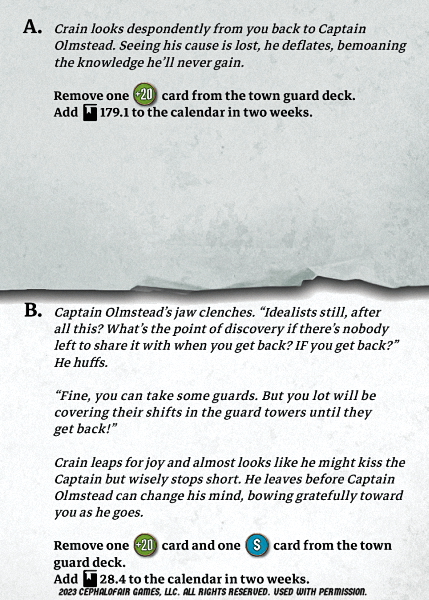 A. Crain looks despondently from you back to Captain
Olmstead. Seeing his cause is lost, he deflates, bemoaning
the knowledge he’ll never gain.
Remove one +20 card from the town guard deck.
Add 179.1 to the calendar in two weeks.
B. Captain Olmstead’s jaw clenches. “Idealists still, after
all this? What’s the point of discovery if there’s nobody
left to share it with when you get back? IF you get back?”
He huffs.
“Fine, you can take some guards. But you lot will be
covering their shifts in the guard towers until they
get back!”
Crain leaps for joy and almost looks like he might kiss the
Captain but wisely stops short. He leaves before Captain
Olmstead can change his mind, bowing gratefully toward
you as he goes.
Remove one +20 card and one S card from the town
guard deck.
Add 28.4 to the calendar in two weeks.
2023 CEPHALOFAIR GAMES, LLC. ALL RIGHTS RESERVED. USED WITH PERMISSION.